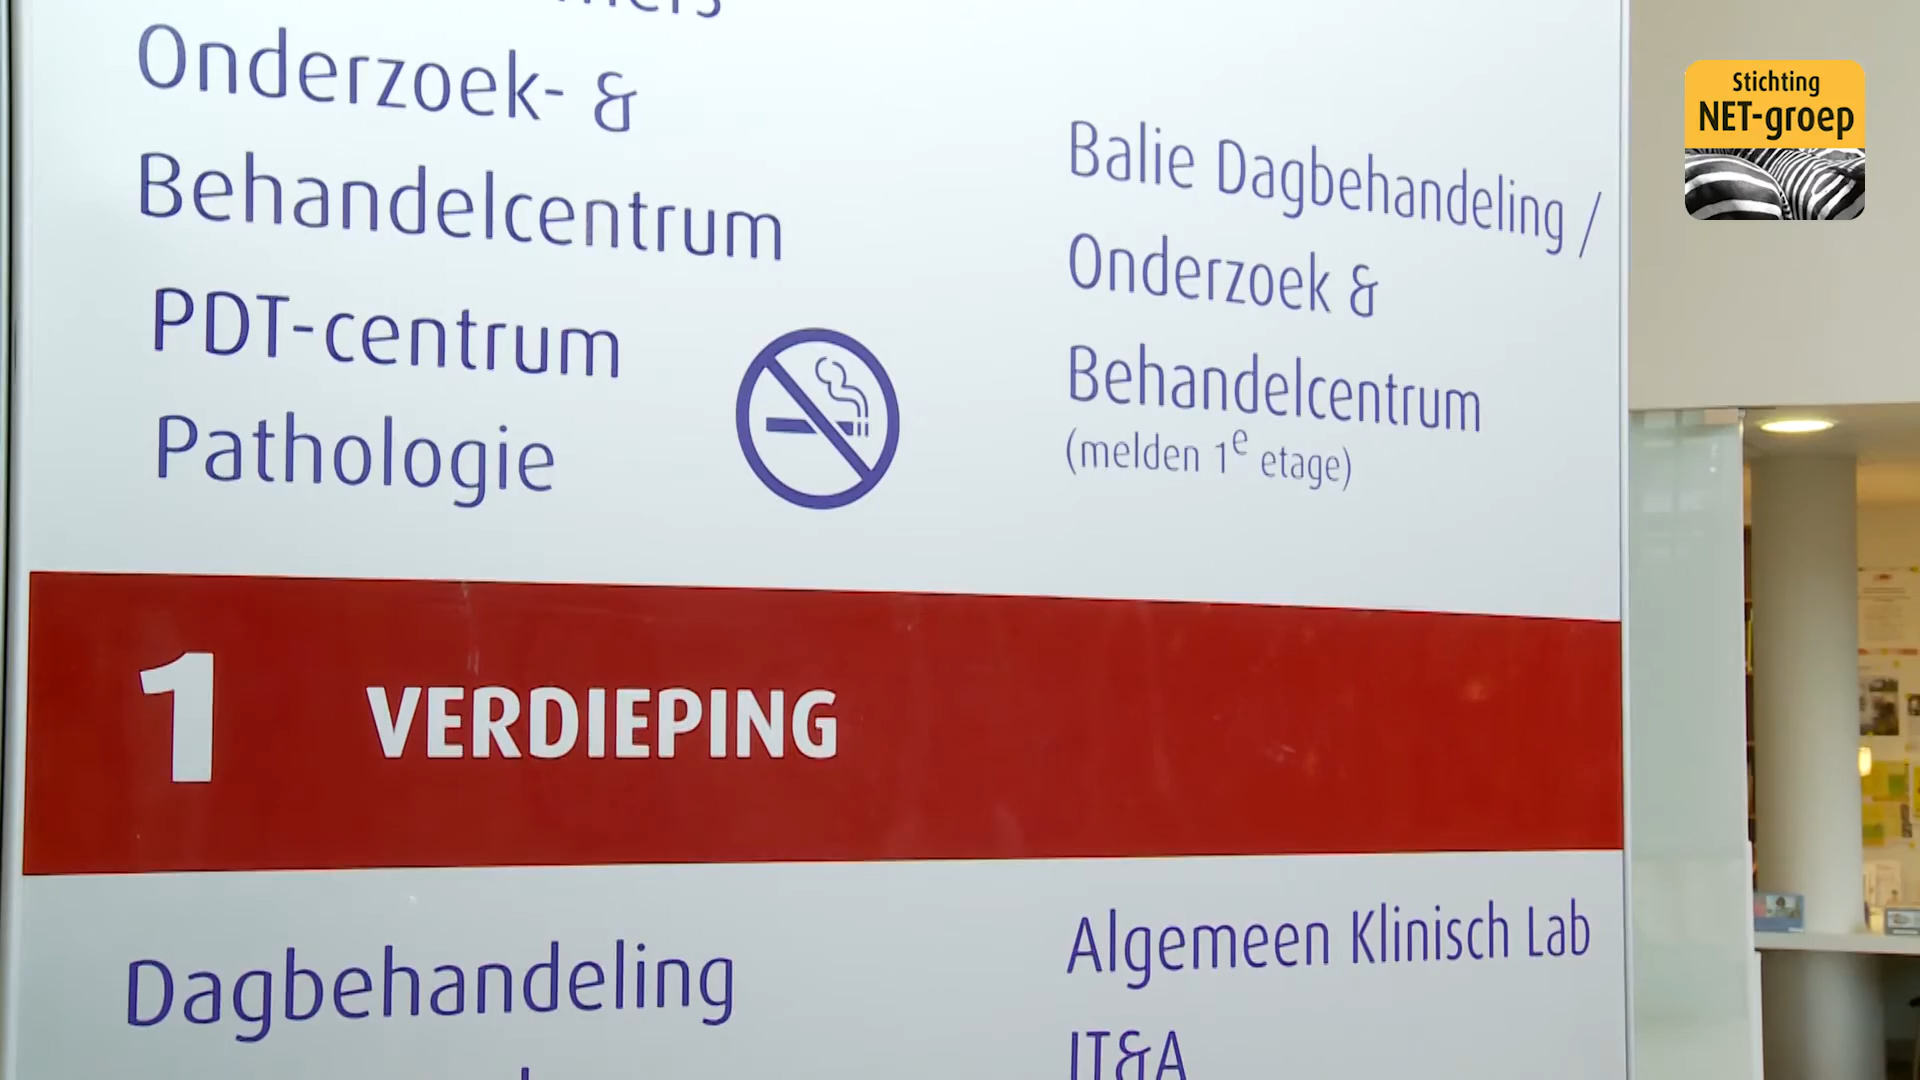 Onderzoek- &
Behandelcentrum
PDT-centrum
Pathologie
Balie Dagbehandeling /
Onderzoek &
Behandelcentrum
(melden 1e etage)
1 VERDIEPING
Dagbehandeling
Algemeen Klinisch Lab
IT&A
Stichting
NET-groep